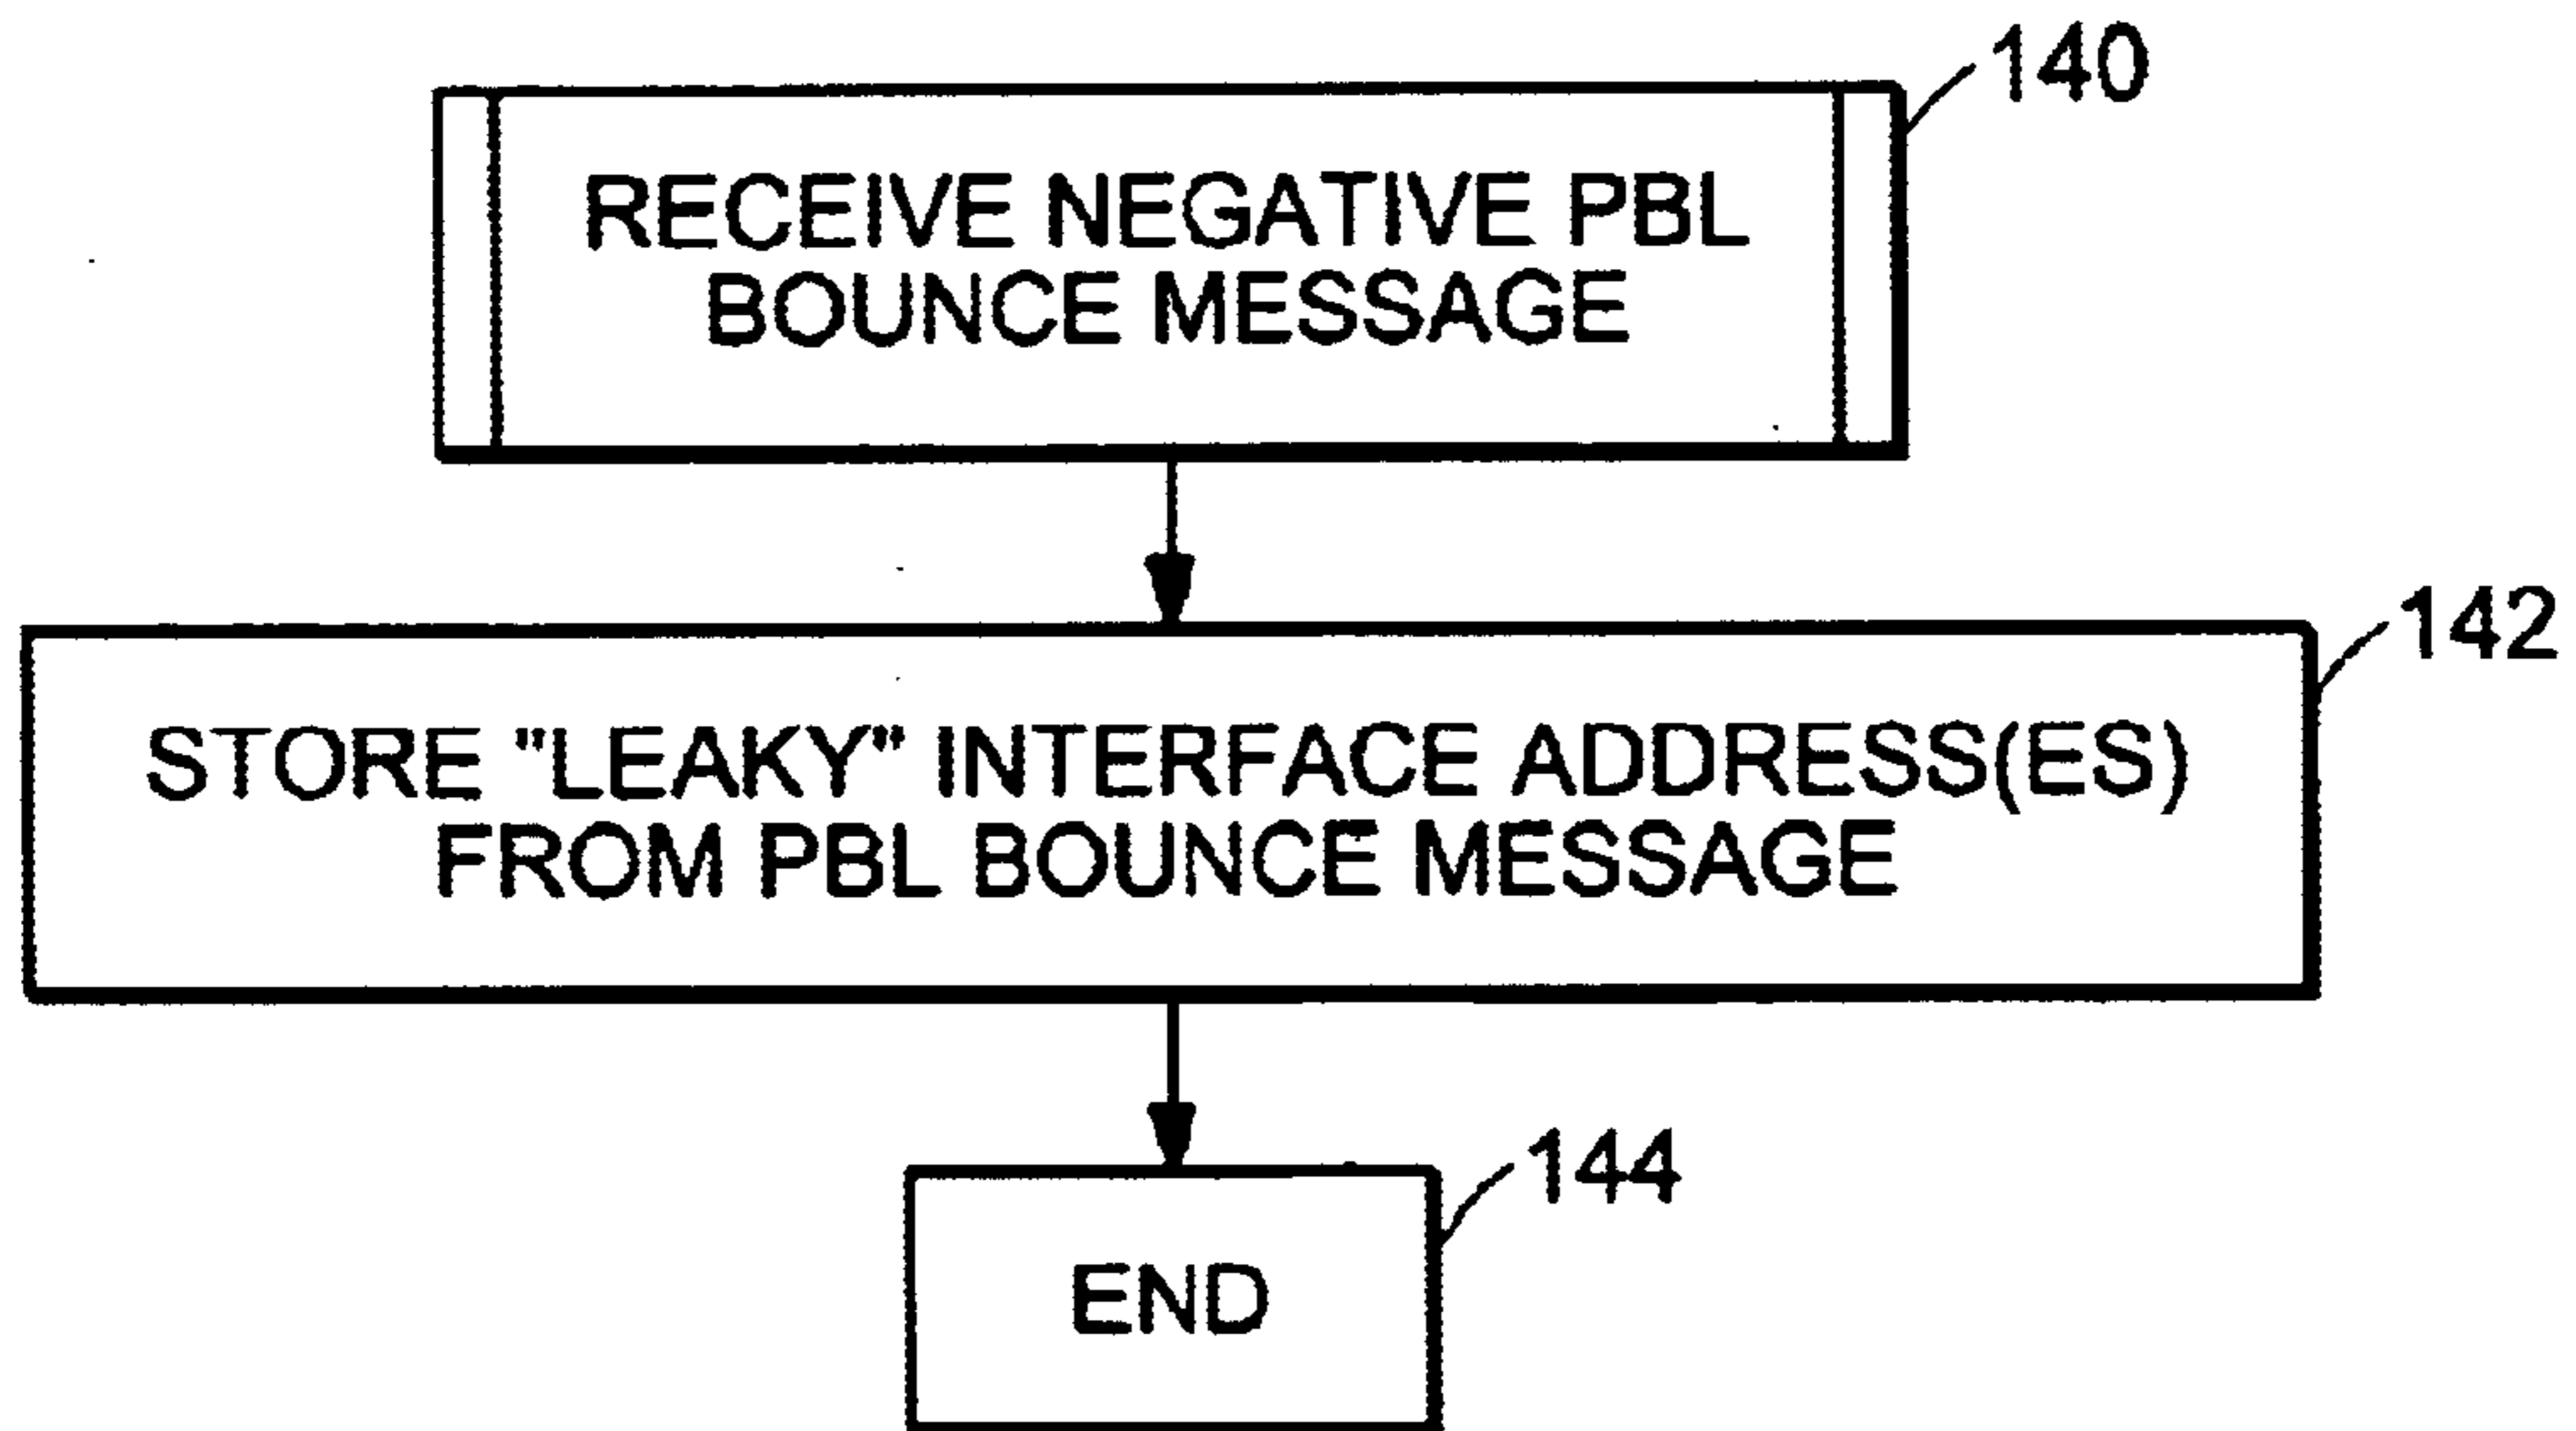 140
RECEIVE NEGATIVE PBL
BOUNCE MESSAGE
142
STORE "LEAKY" INTERFACE ADDRESS(ES)
FROM PBL BOUNCE MESSAGE
144
END